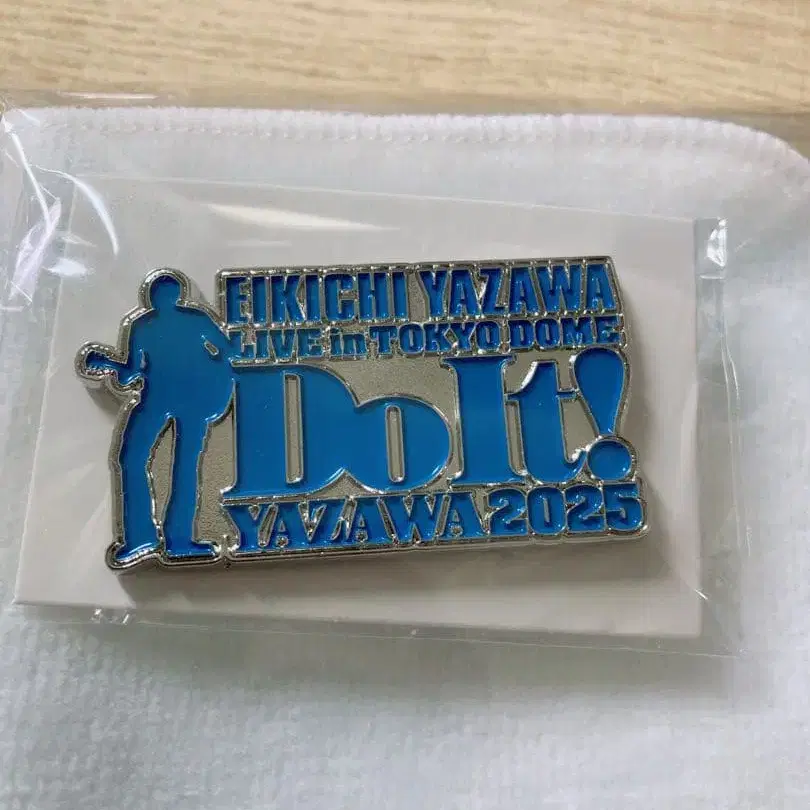 EIKICHI YAZAWA
LIVE in TOKYO DOME
Do It!
YAZAWA 2025